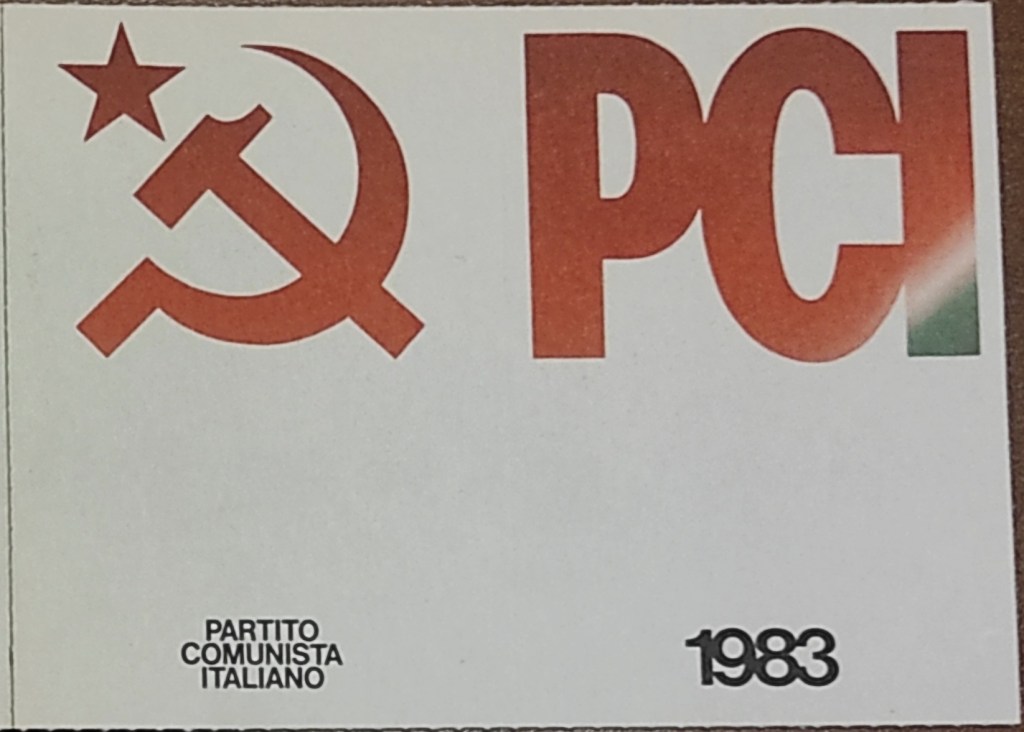 PCI
PARTITO
COMUNISTA
ITALIANO
1983